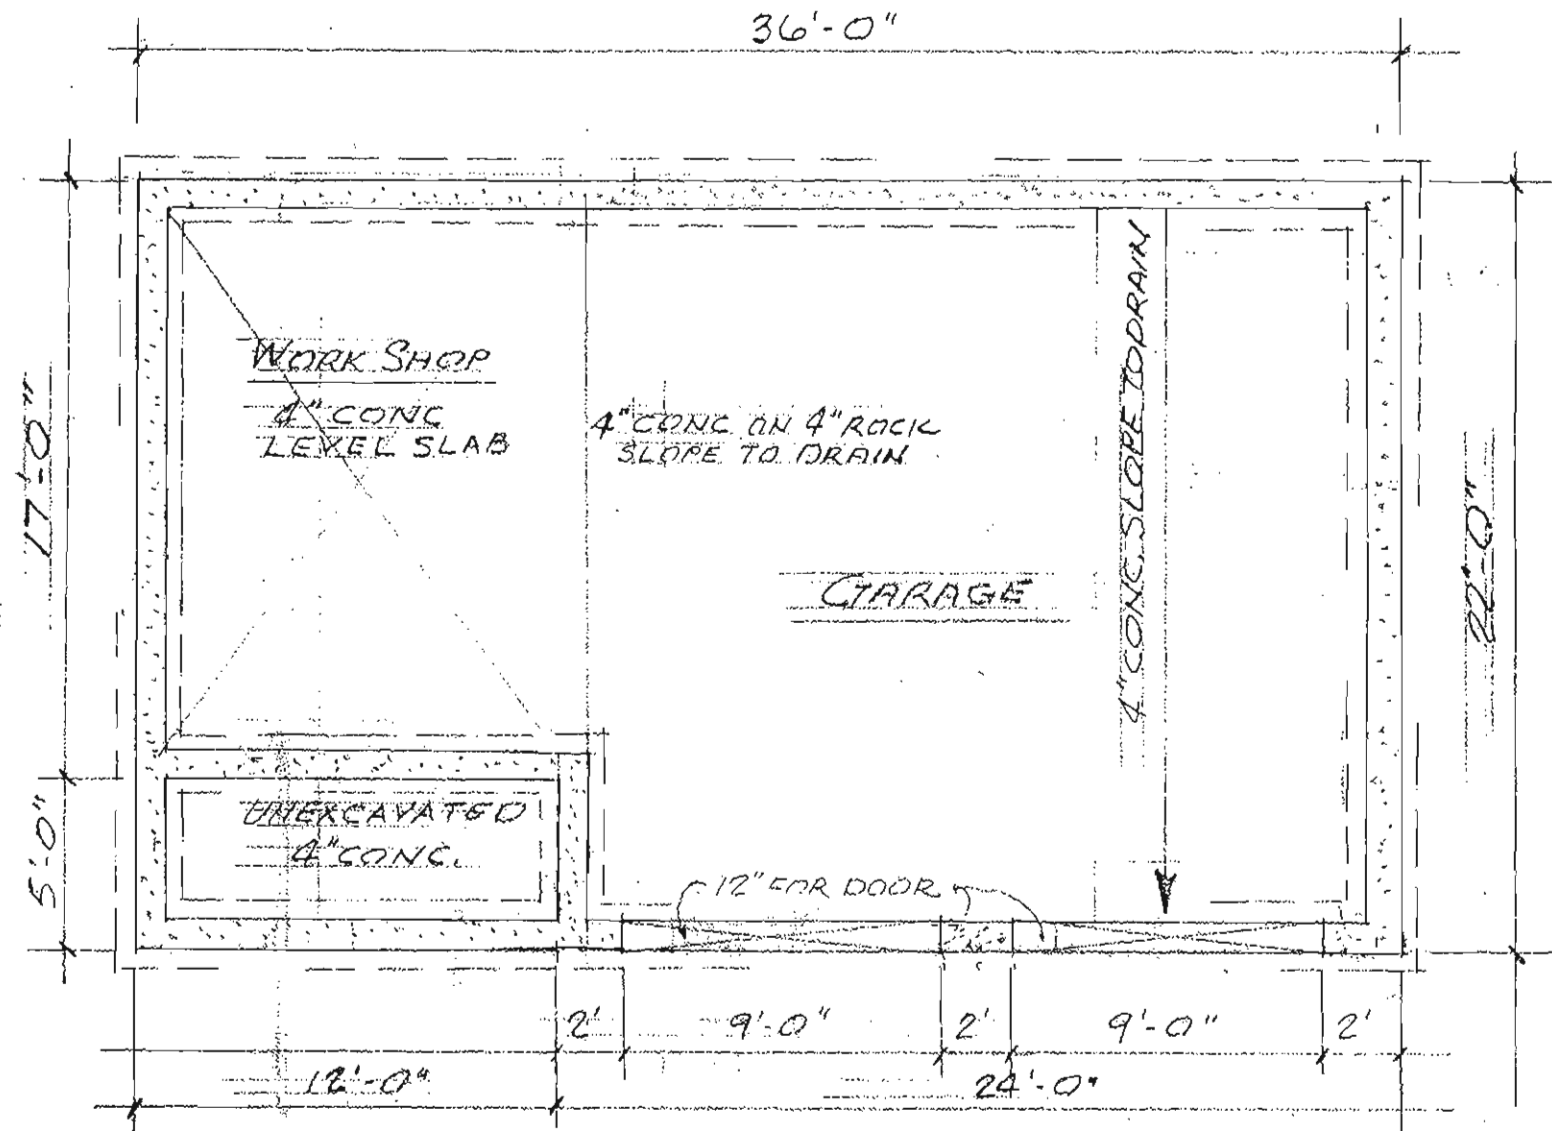 36'-0"
WORK SHOP
4" CONC
LEVEL SLAB
4" CONC ON 4" ROCK
SLOPE TO DRAIN
4" CONC. SLOPE TO DRAIN
17'-0"
22'-0"
GARAGE
UNEXCAVATED
4" CONC.
5'-0"
12" FOR DOOR
2'
9'-0"
2'
9'-0"
2'
12'-0"
24'-0"